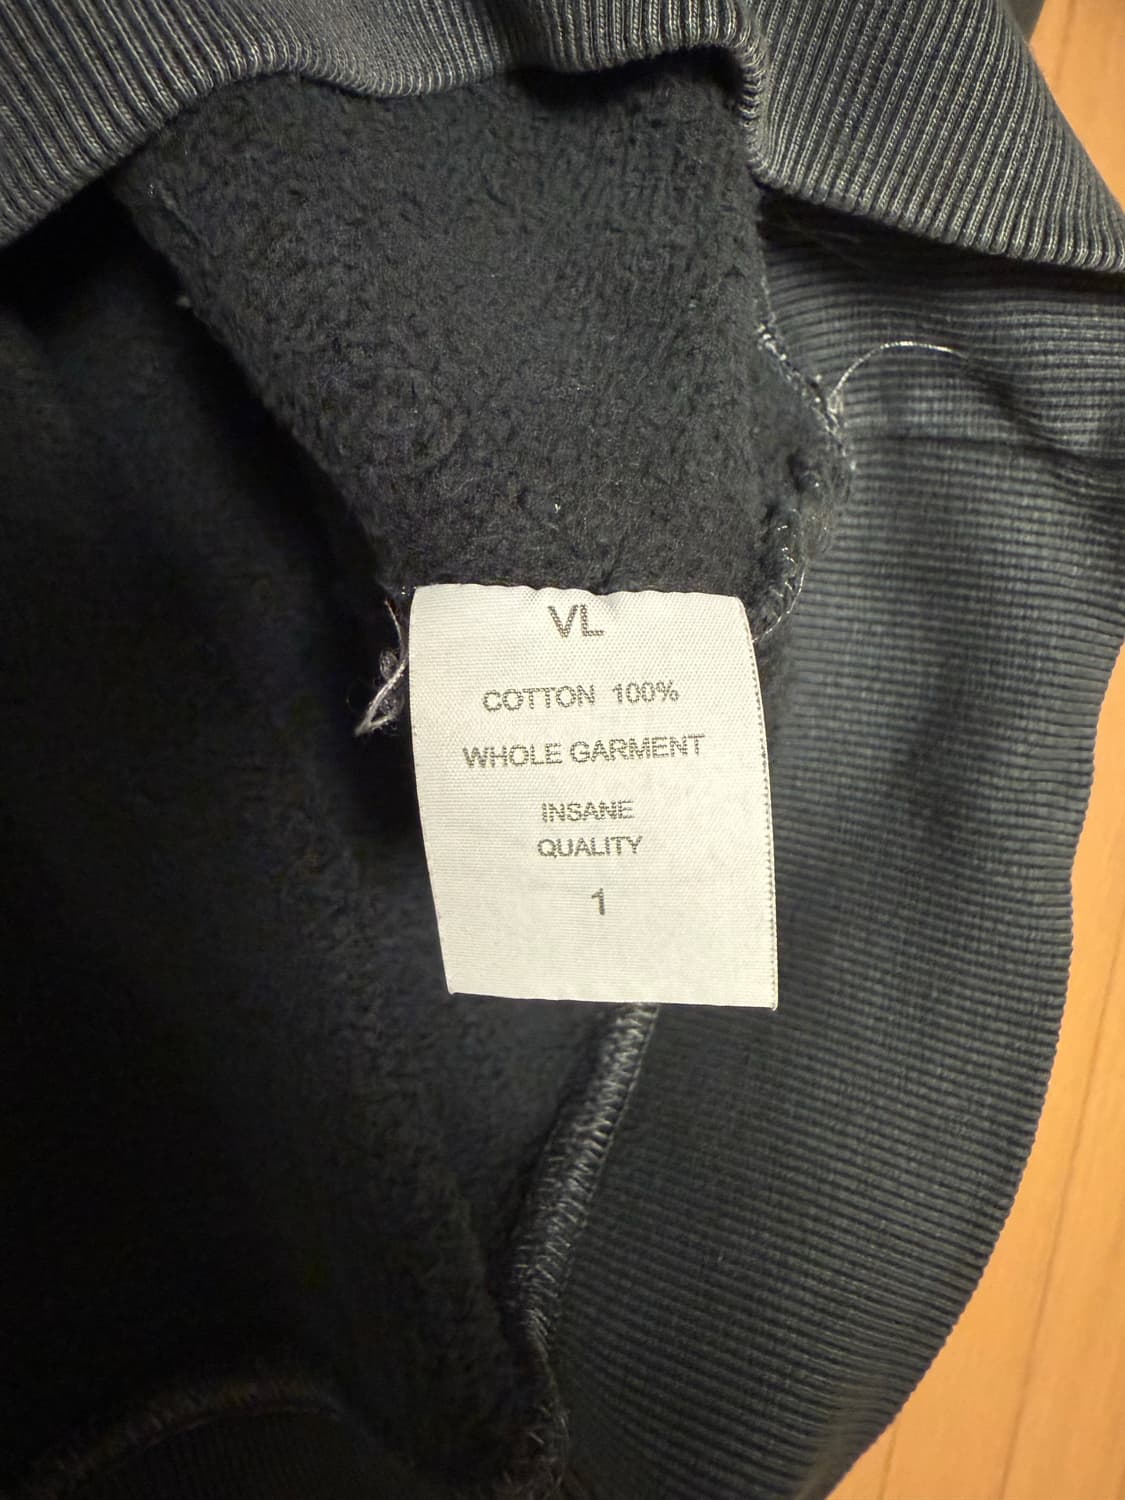 VL
COTTON 100%
WHOLE GARMENT
INSANE
QUALITY
1